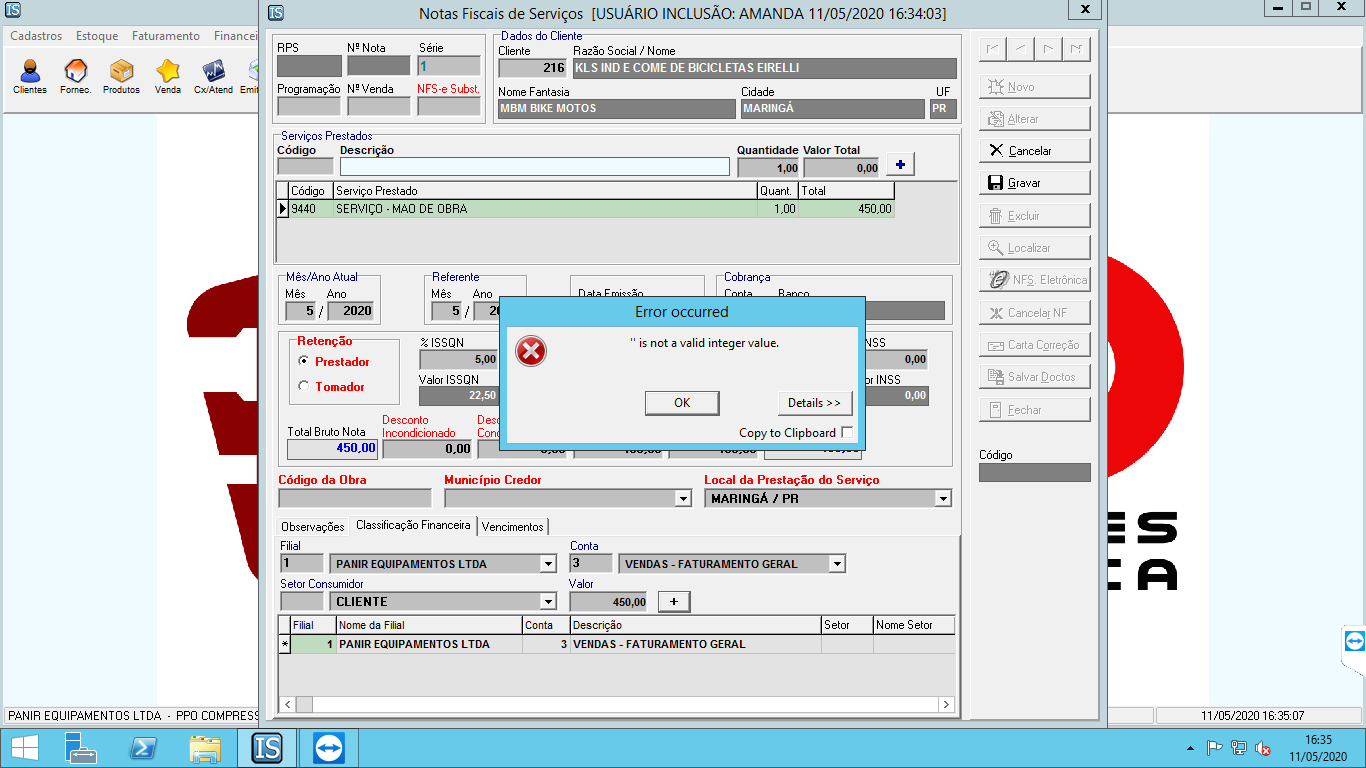 Notas Fiscais de Serviços [USUÁRIO INCLUSÃO: AMANDA 11/05/2020 16:34:03]
Cadastros Estoque Faturamento Financei
Clientes Fornec. Produtos Venda Cx/Atend Emit
RPS Nº Nota Série
1
Programação Nº Venda NFS-e Subst.
Dados do Cliente
Cliente Razão Social / Nome
216 KLS IND E COME DE BICICLETAS EIRELLI
Nome Fantasia Cidade UF
MBM BIKE MOTOS MARINGÁ PR
Serviços Prestados
Código Descrição Quantidade Valor Total
1,00 0,00 +
Código Serviço Prestado Quant. Total
9440 SERVIÇO - MAO DE OBRA 1,00 450,00
Mês/Ano Atual Referente Cobrança
Mês Ano Mês Ano Data Emissão Conta Banco
5 / 2020 5 / 20
Error occurred
'' is not a valid integer value.
OK Details >>
Copy to Clipboard
Retenção
Prestador
Tomador
% ISSQN NSS
5,00 0,00
Valor ISSQN or INSS
22,50 0,00
Total Bruto Nota Desconto Incondicionado Desc
450,00 0,00
Código da Obra Município Credor Local da Prestação do Serviço
MARINGÁ / PR
Observações Classificação Financeira Vencimentos
Filial Conta
1 PANIR EQUIPAMENTOS LTDA 3 VENDAS - FATURAMENTO GERAL
Setor Consumidor Valor
CLIENTE 450,00 +
Filial Nome da Filial Conta Descrição Setor Nome Setor
* 1 PANIR EQUIPAMENTOS LTDA 3 VENDAS - FATURAMENTO GERAL
Novo
Alterar
Cancelar
Gravar
Excluir
Localizar
NFS. Eletrônica
Cancelar NF
Carta Correção
Salvar Doctos
Fechar
Código
ES
CA
PANIR EQUIPAMENTOS LTDA - PPO COMPRESS
11/05/2020 16:35:07
IS
16:35
11/05/2020